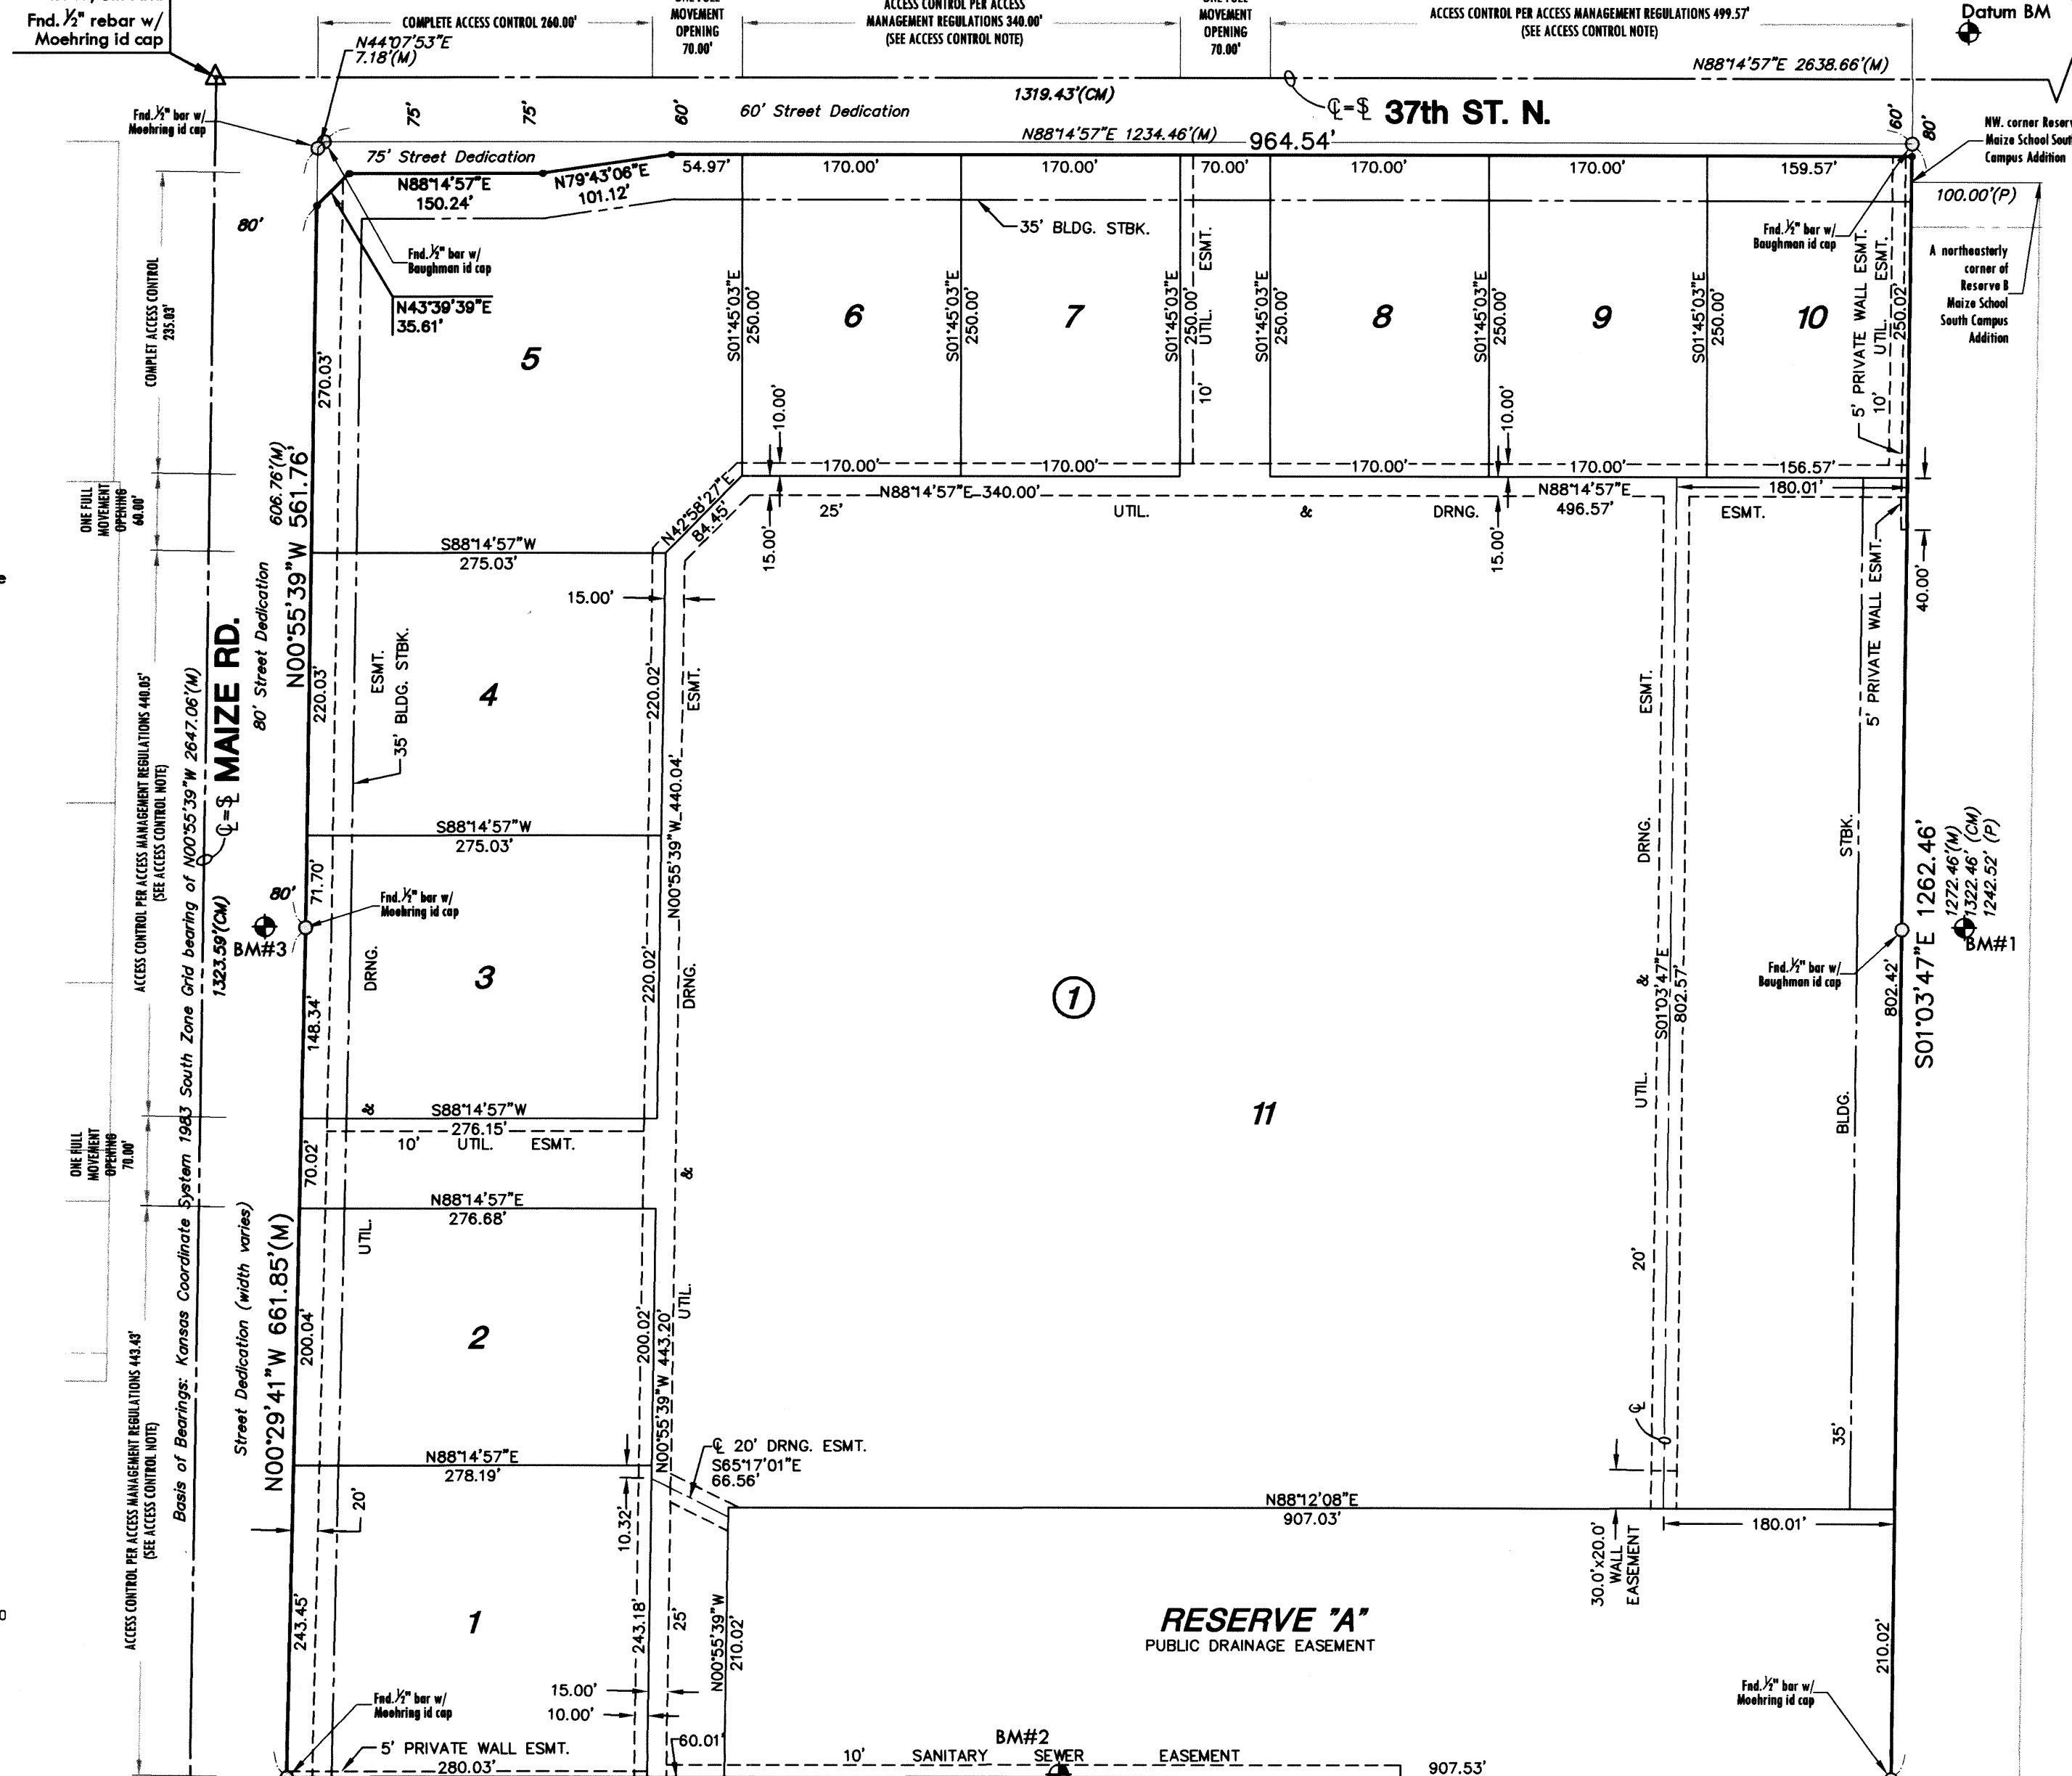 Fnd. ½" rebar w/
Moehring id cap
COMPLETE ACCESS CONTROL 260.00'
MOVEMENT
OPENING
70.00'
ACCESS CONTROL PER ACCESS
MANAGEMENT REGULATIONS 340.00'
(SEE ACCESS CONTROL NOTE)
MOVEMENT
OPENING
70.00'
ACCESS CONTROL PER ACCESS MANAGEMENT REGULATIONS 499.57'
(SEE ACCESS CONTROL NOTE)
Datum BM
N44°07'53"E
7.18'(M)
N88°14'57"E 2638.66'(M)
1319.43'(CM)
Fnd. ½" bar w/
Moehring id cap
75'
75'
60'
60' Street Dedication
℄=§ 37th ST. N.
60'
80'
NW. corner Reserv
Maize School Sout
Campus Addition
N88°14'57"E 1234.46'(M)
964.54'
75' Street Dedication
N88°14'57"E
150.24'
N79°43'06"E
101.12'
54.97'
170.00'
170.00'
70.00'
170.00'
170.00'
159.57'
100.00'(P)
80'
35' BLDG. STBK.
Fnd. ½" bar w/
Baughman id cap
Fnd. ½" bar w/
Baughman id cap
A northeasterly
corner of
Reserve B
Maize School
South Campus
Addition
N43°39'39"E
35.61'
COMPLET ACCESS CONTROL
235.03'
270.03'
5
S01°45'03"E
250.00'
6
S01°45'03"E
250.00'
7
S01°45'03"E
250.00'
10' UTIL. ESMT.
S01°45'03"E
250.00'
8
S01°45'03"E
250.00'
9
S01°45'03"E
250.00'
10
5' PRIVATE WALL ESMT.
10' UTIL. ESMT.
250.02'
10.00'
10.00'
170.00'
170.00'
170.00'
170.00'
156.57'
N88°14'57"E 340.00'
N88°14'57"E
496.57'
180.01'
25' UTIL. & DRNG. ESMT.
15.00'
15.00'
N42°58'27"E
84.45'
ONE FULL
MOVEMENT
OPENING
60.00'
606.76'(M)
N00°55'39"W 561.76'
80' Street Dedication
S88°14'57"W
275.03'
15.00'
40.00'
5' PRIVATE WALL ESMT.
MAIZE RD.
℄=§
220.03'
ESMT.
35' BLDG. STBK.
4
220.02'
ESMT.
N00°55'39"W 440.04'
ACCESS CONTROL PER ACCESS MANAGEMENT REGULATIONS 440.05'
(SEE ACCESS CONTROL NOTE)
Basis of Bearings: Kansas Coordinate System 1983 South Zone Grid bearing of N00°55'39"W 2647.06'(M)
1323.59'(CM)
S88°14'57"W
275.03'
71.70'
80'
BM#3
Fnd. ½" bar w/
Moehring id cap
148.34'
DRNG.
3
220.02'
DRNG.
1
11
ESMT.
DRNG.
&
UTIL.
20'
S01°03'47"E
802.57'
STBK.
BLDG.
35'
Fnd. ½" bar w/
Baughman id cap
802.42'
S01°03'47"E 1262.46'
1272.46'(M)
1322.46' (CM)
1242.52' (P)
BM#1
S88°14'57"W
276.15'
&
10' UTIL. ESMT.
ONE FULL
MOVEMENT
OPENING
70.00'
70.02'
N88°14'57"E
276.68'
UTIL.
&
UTIL.
Street Dedication (width varies)
N00°29'41"W 661.85'(M)
200.04'
2
200.02'
N00°55'39"W 443.20'
ACCESS CONTROL PER ACCESS MANAGEMENT REGULATIONS 443.43'
(SEE ACCESS CONTROL NOTE)
N88°14'57"E
278.19'
20'
10.32'
℄ 20' DRNG. ESMT.
S65°17'01"E
66.56'
℄
N88°12'08"E
907.03'
180.01'
30.0'x20.0'
WALL
EASEMENT
243.45'
1
243.18'
25'
N00°55'39"W
210.02'
RESERVE "A"
PUBLIC DRAINAGE EASEMENT
210.02'
Fnd. ½" bar w/
Moehring id cap
15.00'
10.00'
Fnd. ½" bar w/
Moehring id cap
5' PRIVATE WALL ESMT.
280.03'
60.01'
BM#2
10' SANITARY SEWER EASEMENT
907.53'